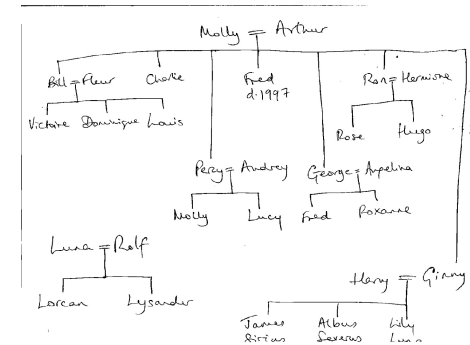 Molly = Arthur
Bill = Fleur Charlie Fred Ron = Hermione
d.1997
Victoire Dominique Louis
Rose Hugo
Percy = Audrey George = Angelina
Molly Lucy Fred Roxanne
Luna = Rolf
Harry = Ginny
Lorcan Lysander
James Albus Lily
Sirius Severus Luna